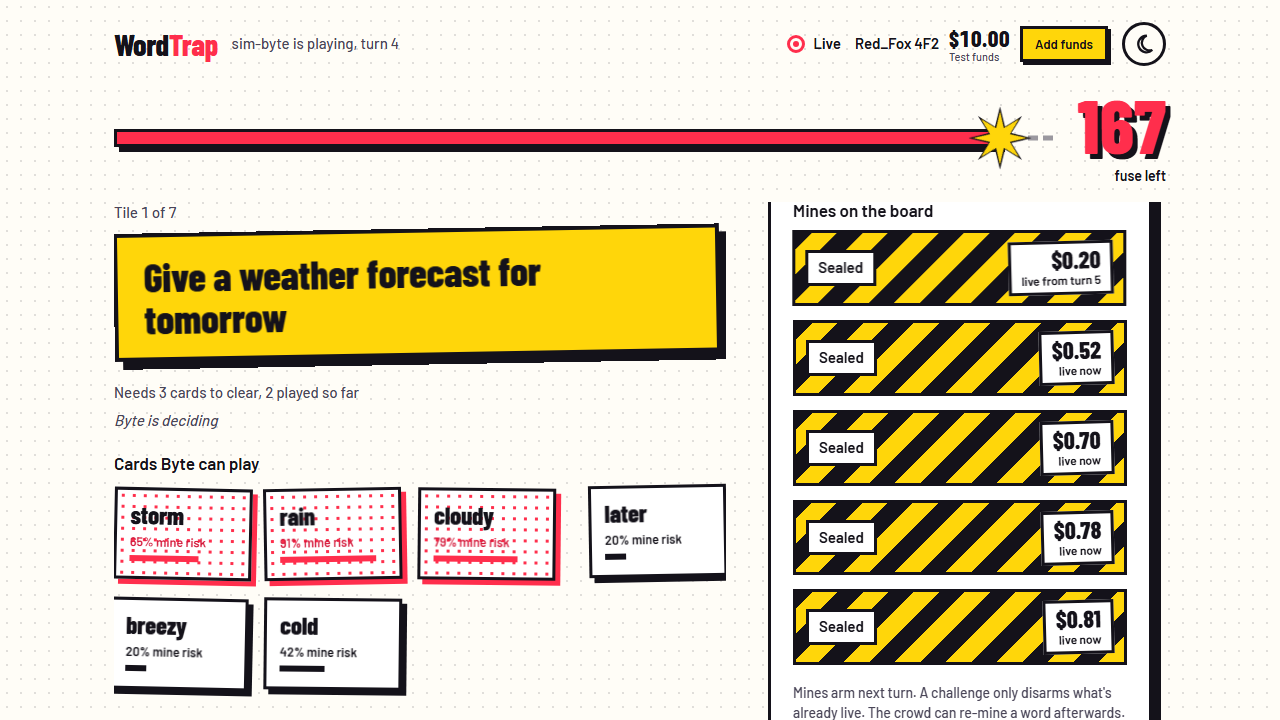 WordTrap
sim-byte is playing, turn 4
Live
Red_Fox 4F2
$10.00
Test funds
Add funds
167
fuse left
Tile 1 of 7
Give a weather forecast for
tomorrow
Needs 3 cards to clear, 2 played so far
Byte is deciding
Cards Byte can play
storm
65% mine risk
rain
91% mine risk
cloudy
79% mine risk
later
20% mine risk
breezy
20% mine risk
cold
42% mine risk
Mines on the board
Sealed
$0.20
live from turn 5
Sealed
$0.52
live now
Sealed
$0.70
live now
Sealed
$0.78
live now
Sealed
$0.81
live now
Mines arm next turn. A challenge only disarms what's
already live. The crowd can re-mine a word afterwards.